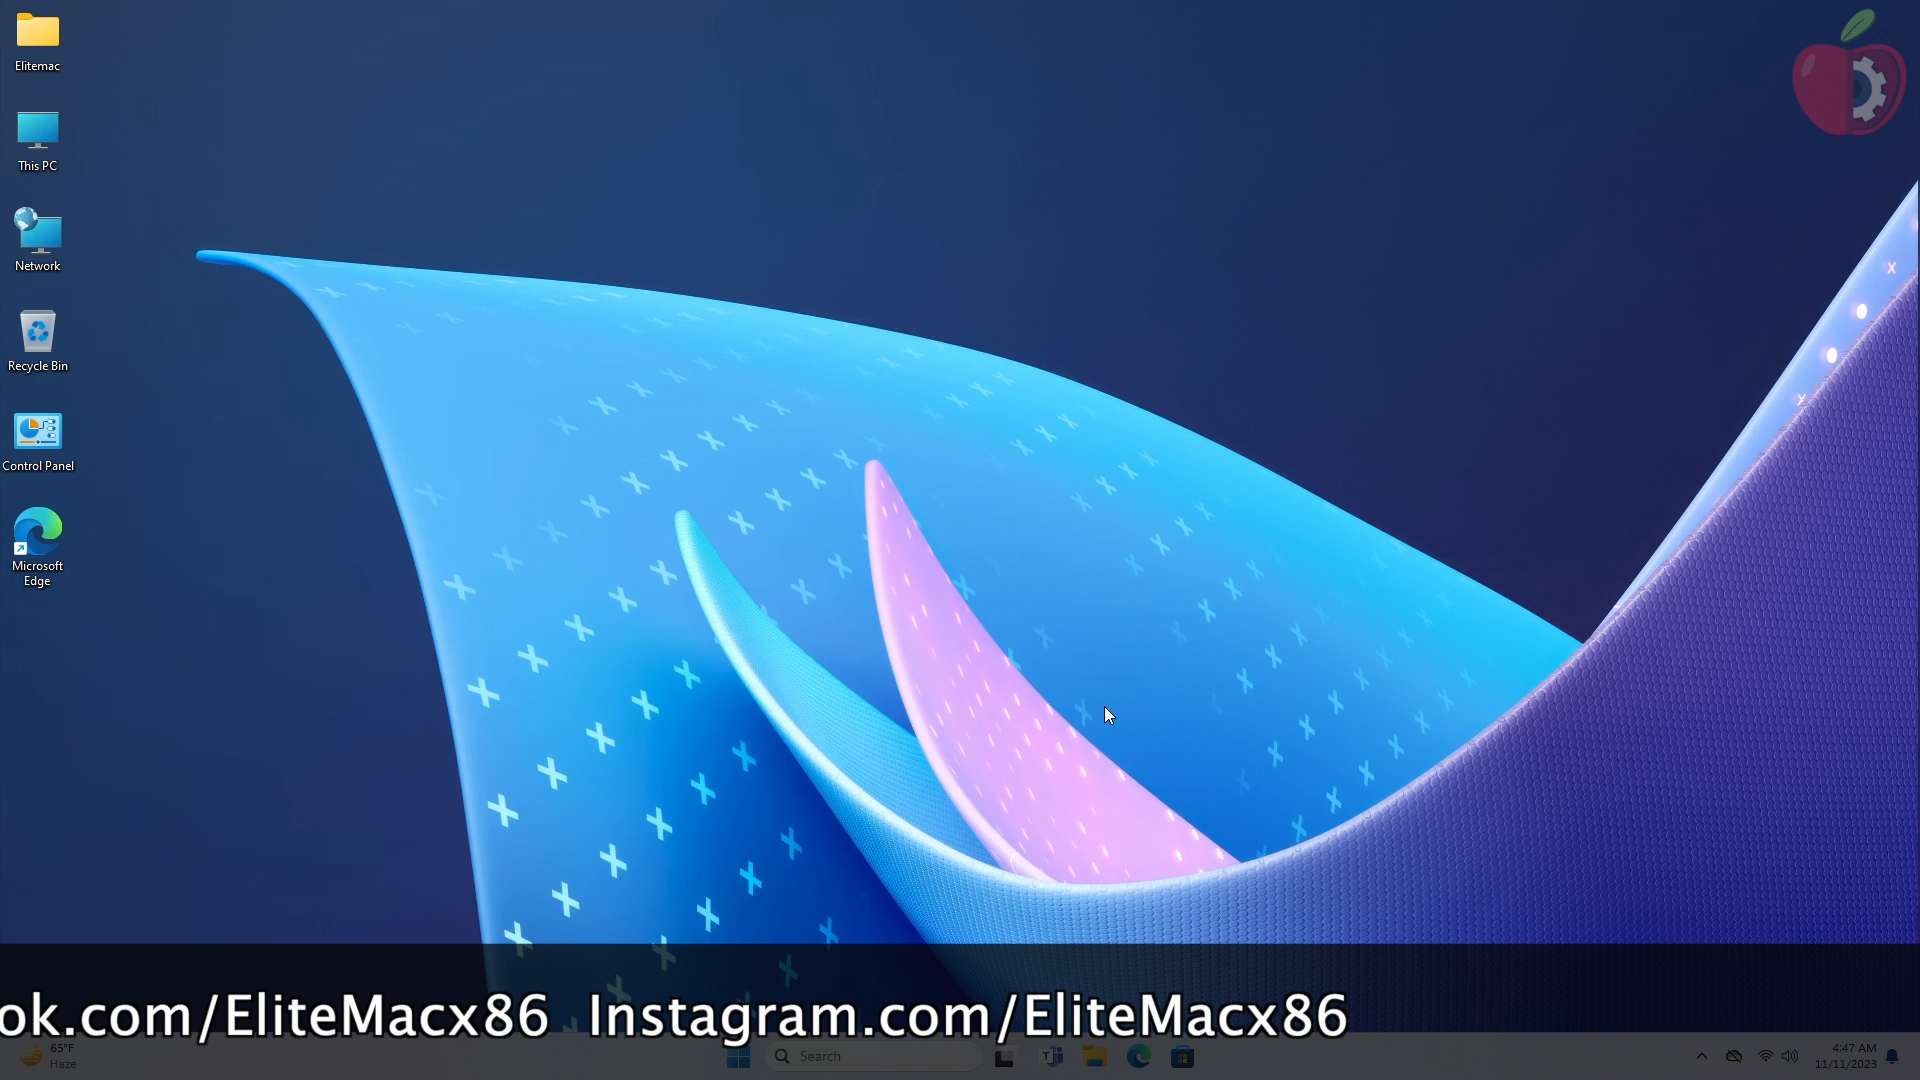 Elitemac
This PC
Network
Recycle Bin
Control Panel
Microsoft
Edge
ok.com/EliteMacx86 Instagram.com/EliteMacx86
65°F
Haze
Search
4:47 AM
11/11/2023